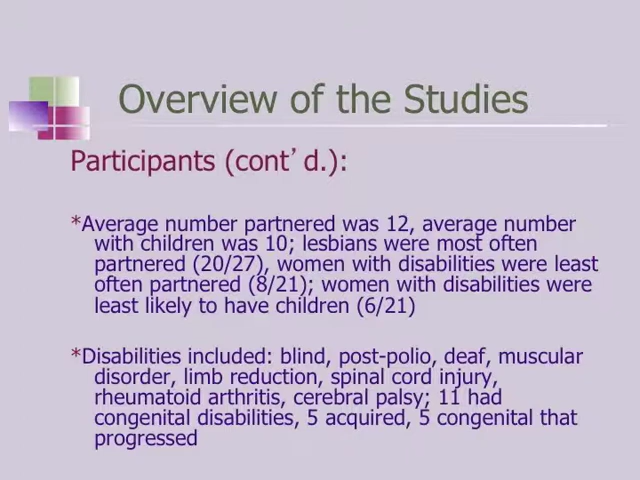 Overview of the Studies
Participants (cont’d.):
*Average number partnered was 12, average number
with children was 10; lesbians were most often
partnered (20/27), women with disabilities were least
often partnered (8/21); women with disabilities were
least likely to have children (6/21)
*Disabilities included: blind, post-polio, deaf, muscular
disorder, limb reduction, spinal cord injury,
rheumatoid arthritis, cerebral palsy; 11 had
congenital disabilities, 5 acquired, 5 congenital that
progressed